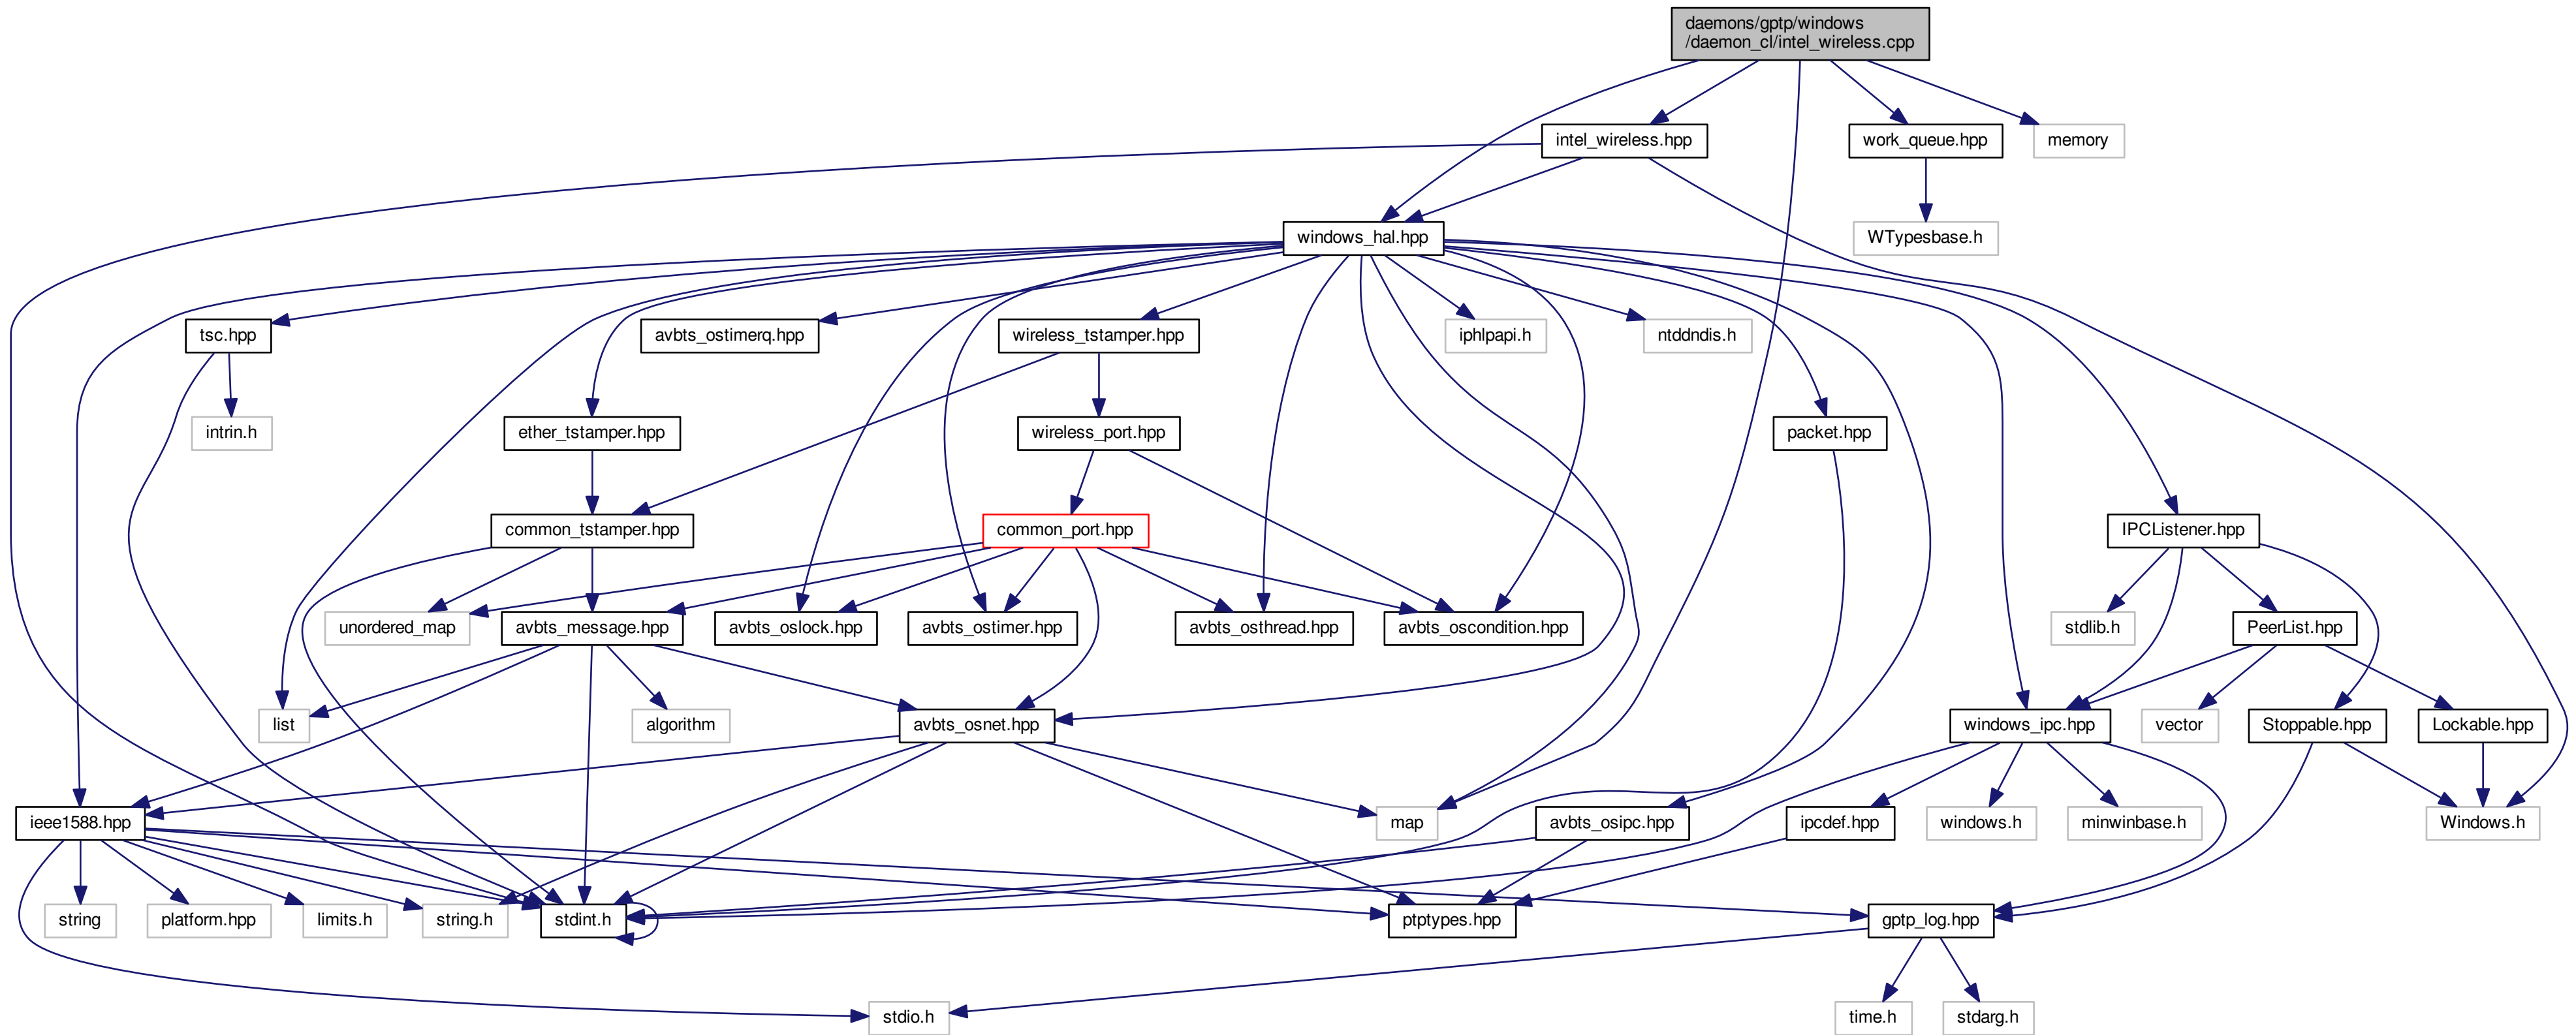 daemons/gptp/windows
/daemon_cl/intel_wireless.cpp
intel_wireless.hpp
work_queue.hpp
memory
windows_hal.hpp
WTypesbase.h
tsc.hpp
avbts_ostimerq.hpp
wireless_tstamper.hpp
iphlpapi.h
ntddndis.h
intrin.h
ether_tstamper.hpp
wireless_port.hpp
packet.hpp
common_tstamper.hpp
common_port.hpp
IPCListener.hpp
unordered_map
avbts_message.hpp
avbts_oslock.hpp
avbts_ostimer.hpp
avbts_osthread.hpp
avbts_oscondition.hpp
stdlib.h
PeerList.hpp
list
algorithm
avbts_osnet.hpp
windows_ipc.hpp
vector
Stoppable.hpp
Lockable.hpp
ieee1588.hpp
map
avbts_osipc.hpp
ipcdef.hpp
windows.h
minwinbase.h
Windows.h
string
platform.hpp
limits.h
string.h
stdint.h
ptptypes.hpp
gptp_log.hpp
stdio.h
time.h
stdarg.h